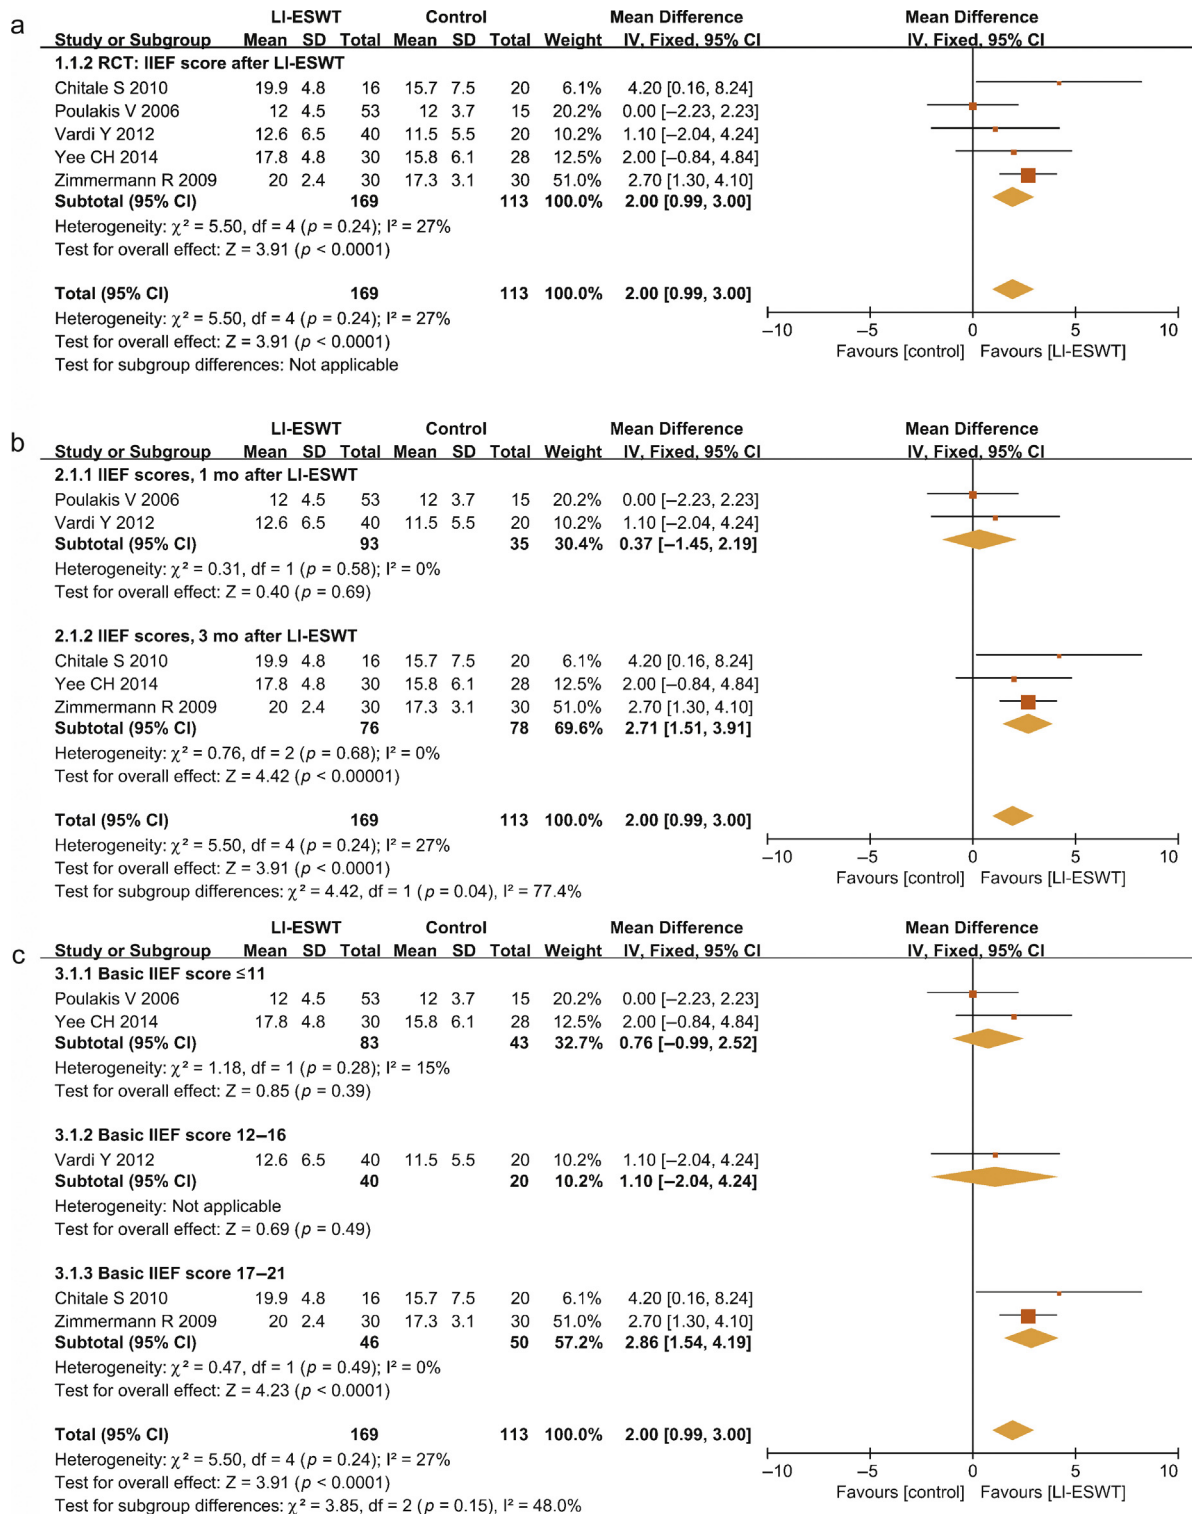 a
LI-ESWT Control Mean Difference Mean Difference
Study or Subgroup Mean SD Total Mean SD Total Weight IV, Fixed, 95% CI IV, Fixed, 95% CI
1.1.2 RCT: IIEF score after LI-ESWT
Chitale S 2010 19.9 4.8 16 15.7 7.5 20 6.1% 4.20 [0.16, 8.24]
Poulakis V 2006 12 4.5 53 12 3.7 15 20.2% 0.00 [−2.23, 2.23]
Vardi Y 2012 12.6 6.5 40 11.5 5.5 20 10.2% 1.10 [−2.04, 4.24]
Yee CH 2014 17.8 4.8 30 15.8 6.1 28 12.5% 2.00 [−0.84, 4.84]
Zimmermann R 2009 20 2.4 30 17.3 3.1 30 51.0% 2.70 [1.30, 4.10]
Subtotal (95% CI) 169 113 100.0% 2.00 [0.99, 3.00]
Heterogeneity: χ² = 5.50, df = 4 (p = 0.24); I² = 27%
Test for overall effect: Z = 3.91 (p < 0.0001)
Total (95% CI) 169 113 100.0% 2.00 [0.99, 3.00]
Heterogeneity: χ² = 5.50, df = 4 (p = 0.24); I² = 27%
Test for overall effect: Z = 3.91 (p < 0.0001)
Test for subgroup differences: Not applicable
−10 −5 0 5 10
Favours [control] Favours [LI-ESWT]
b
LI-ESWT Control Mean Difference Mean Difference
Study or Subgroup Mean SD Total Mean SD Total Weight IV, Fixed, 95% CI IV, Fixed, 95% CI
2.1.1 IIEF scores, 1 mo after LI-ESWT
Poulakis V 2006 12 4.5 53 12 3.7 15 20.2% 0.00 [−2.23, 2.23]
Vardi Y 2012 12.6 6.5 40 11.5 5.5 20 10.2% 1.10 [−2.04, 4.24]
Subtotal (95% CI) 93 35 30.4% 0.37 [−1.45, 2.19]
Heterogeneity: χ² = 0.31, df = 1 (p = 0.58); I² = 0%
Test for overall effect: Z = 0.40 (p = 0.69)
2.1.2 IIEF scores, 3 mo after LI-ESWT
Chitale S 2010 19.9 4.8 16 15.7 7.5 20 6.1% 4.20 [0.16, 8.24]
Yee CH 2014 17.8 4.8 30 15.8 6.1 28 12.5% 2.00 [−0.84, 4.84]
Zimmermann R 2009 20 2.4 30 17.3 3.1 30 51.0% 2.70 [1.30, 4.10]
Subtotal (95% CI) 76 78 69.6% 2.71 [1.51, 3.91]
Heterogeneity: χ² = 0.76, df = 2 (p = 0.68); I² = 0%
Test for overall effect: Z = 4.42 (p < 0.00001)
Total (95% CI) 169 113 100.0% 2.00 [0.99, 3.00]
Heterogeneity: χ² = 5.50, df = 4 (p = 0.24); I² = 27%
Test for overall effect: Z = 3.91 (p < 0.0001)
Test for subgroup differences: χ² = 4.42, df = 1 (p = 0.04), I² = 77.4%
−10 −5 0 5 10
Favours [control] Favours [LI-ESWT]
c
LI-ESWT Control Mean Difference Mean Difference
Study or Subgroup Mean SD Total Mean SD Total Weight IV, Fixed, 95% CI IV, Fixed, 95% CI
3.1.1 Basic IIEF score ≤11
Poulakis V 2006 12 4.5 53 12 3.7 15 20.2% 0.00 [−2.23, 2.23]
Yee CH 2014 17.8 4.8 30 15.8 6.1 28 12.5% 2.00 [−0.84, 4.84]
Subtotal (95% CI) 83 43 32.7% 0.76 [−0.99, 2.52]
Heterogeneity: χ² = 1.18, df = 1 (p = 0.28); I² = 15%
Test for overall effect: Z = 0.85 (p = 0.39)
3.1.2 Basic IIEF score 12–16
Vardi Y 2012 12.6 6.5 40 11.5 5.5 20 10.2% 1.10 [−2.04, 4.24]
Subtotal (95% CI) 40 20 10.2% 1.10 [−2.04, 4.24]
Heterogeneity: Not applicable
Test for overall effect: Z = 0.69 (p = 0.49)
3.1.3 Basic IIEF score 17–21
Chitale S 2010 19.9 4.8 16 15.7 7.5 20 6.1% 4.20 [0.16, 8.24]
Zimmermann R 2009 20 2.4 30 17.3 3.1 30 51.0% 2.70 [1.30, 4.10]
Subtotal (95% CI) 46 50 57.2% 2.86 [1.54, 4.19]
Heterogeneity: χ² = 0.47, df = 1 (p = 0.49); I² = 0%
Test for overall effect: Z = 4.23 (p < 0.0001)
Total (95% CI) 169 113 100.0% 2.00 [0.99, 3.00]
Heterogeneity: χ² = 5.50, df = 4 (p = 0.24); I² = 27%
Test for overall effect: Z = 3.91 (p < 0.0001)
Test for subgroup differences: χ² = 3.85, df = 2 (p = 0.15), I² = 48.0%
−10 −5 0 5 10
Favours [control] Favours [LI-ESWT]